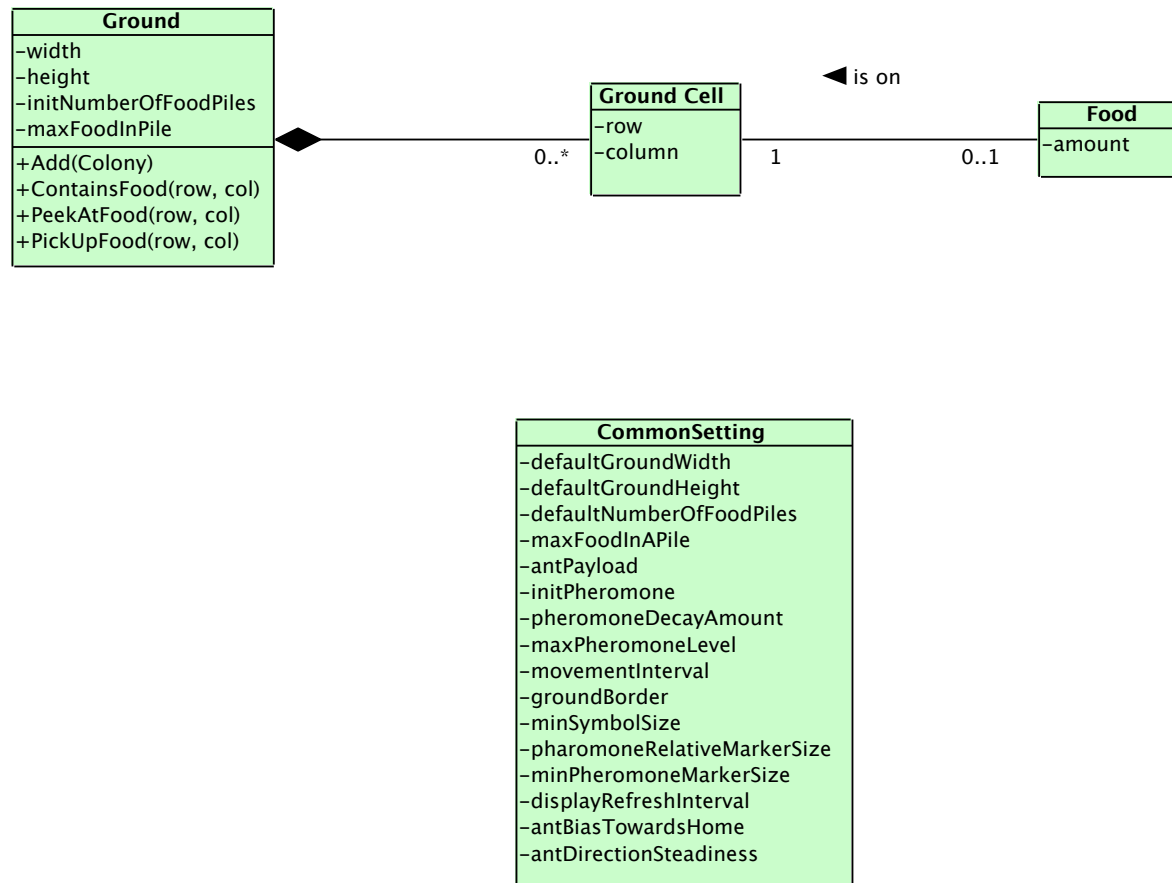 Ground
-width
-height
-initNumberOfFoodPiles
-maxFoodInPile
+Add(Colony)
+ContainsFood(row, col)
+PeekAtFood(row, col)
+PickUpFood(row, col)
0..*
Ground Cell
-row
-column
is on
1
0..1
Food
-amount
CommonSetting
-defaultGroundWidth
-defaultGroundHeight
-defaultNumberOfFoodPiles
-maxFoodInAPile
-antPayload
-initPheromone
-pheromoneDecayAmount
-maxPheromoneLevel
-movementInterval
-groundBorder
-minSymbolSize
-pharomoneRelativeMarkerSize
-minPheromoneMarkerSize
-displayRefreshInterval
-antBiasTowardsHome
-antDirectionSteadiness